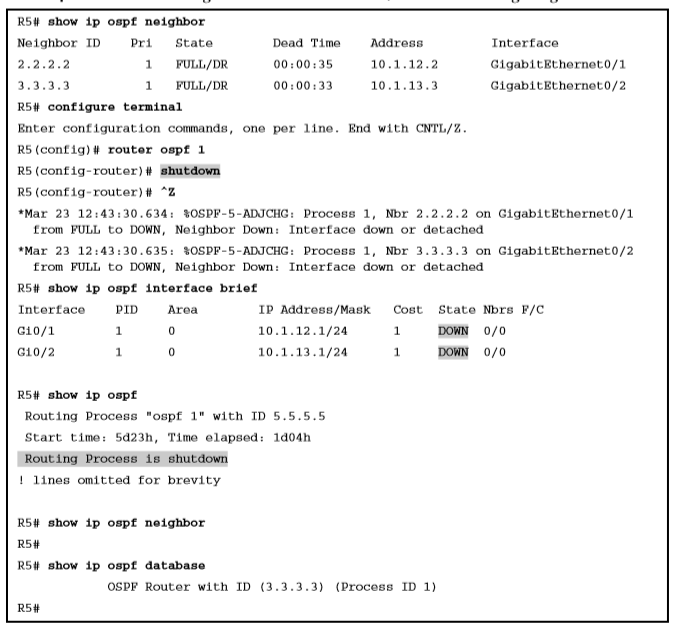 R5# show ip ospf neighbor
Neighbor ID Pri State Dead Time Address Interface
2.2.2.2 1 FULL/DR 00:00:35 10.1.12.2 GigabitEthernet0/1
3.3.3.3 1 FULL/DR 00:00:33 10.1.13.3 GigabitEthernet0/2
R5# configure terminal
Enter configuration commands, one per line. End with CNTL/Z.
R5(config)# router ospf 1
R5(config-router)# shutdown
R5(config-router)# ^Z
*Mar 23 12:43:30.634: %OSPF-5-ADJCHG: Process 1, Nbr 2.2.2.2 on GigabitEthernet0/1
from FULL to DOWN, Neighbor Down: Interface down or detached
*Mar 23 12:43:30.635: %OSPF-5-ADJCHG: Process 1, Nbr 3.3.3.3 on GigabitEthernet0/2
from FULL to DOWN, Neighbor Down: Interface down or detached
R5# show ip ospf interface brief
Interface PID Area IP Address/Mask Cost State Nbrs F/C
Gi0/1 1 0 10.1.12.1/24 1 DOWN 0/0
Gi0/2 1 0 10.1.13.1/24 1 DOWN 0/0
R5# show ip ospf
Routing Process "ospf 1" with ID 5.5.5.5
Start time: 5d23h, Time elapsed: 1d04h
Routing Process is shutdown
! lines omitted for brevity
R5# show ip ospf neighbor
R5#
R5# show ip ospf database
OSPF Router with ID (3.3.3.3) (Process ID 1)
R5#